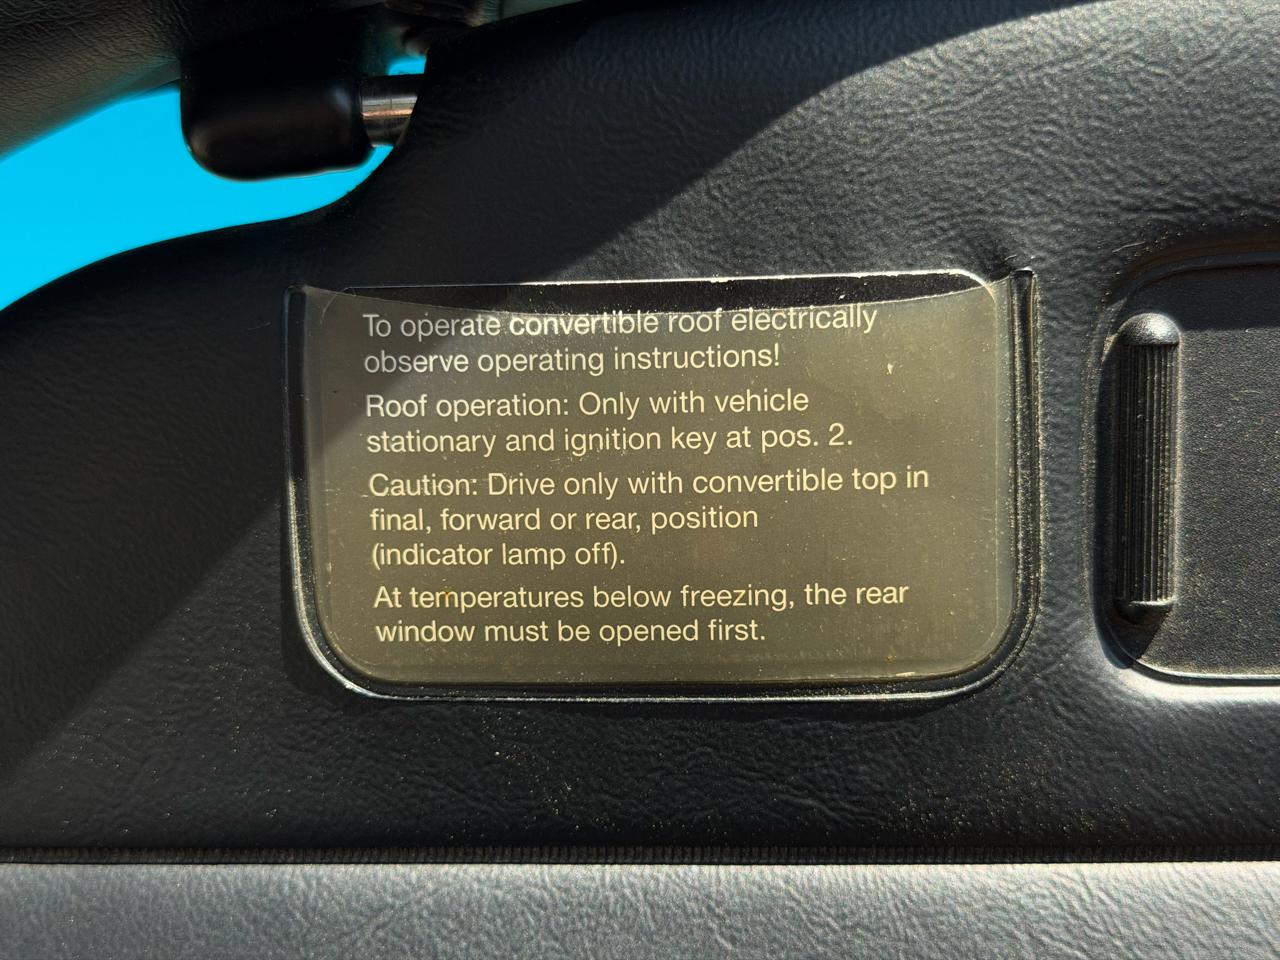 To operate convertible roof electrically
observe operating instructions!
Roof operation: Only with vehicle
stationary and ignition key at pos. 2.
Caution: Drive only with convertible top in
final, forward or rear, position
(indicator lamp off).
At temperatures below freezing, the rear
window must be opened first.